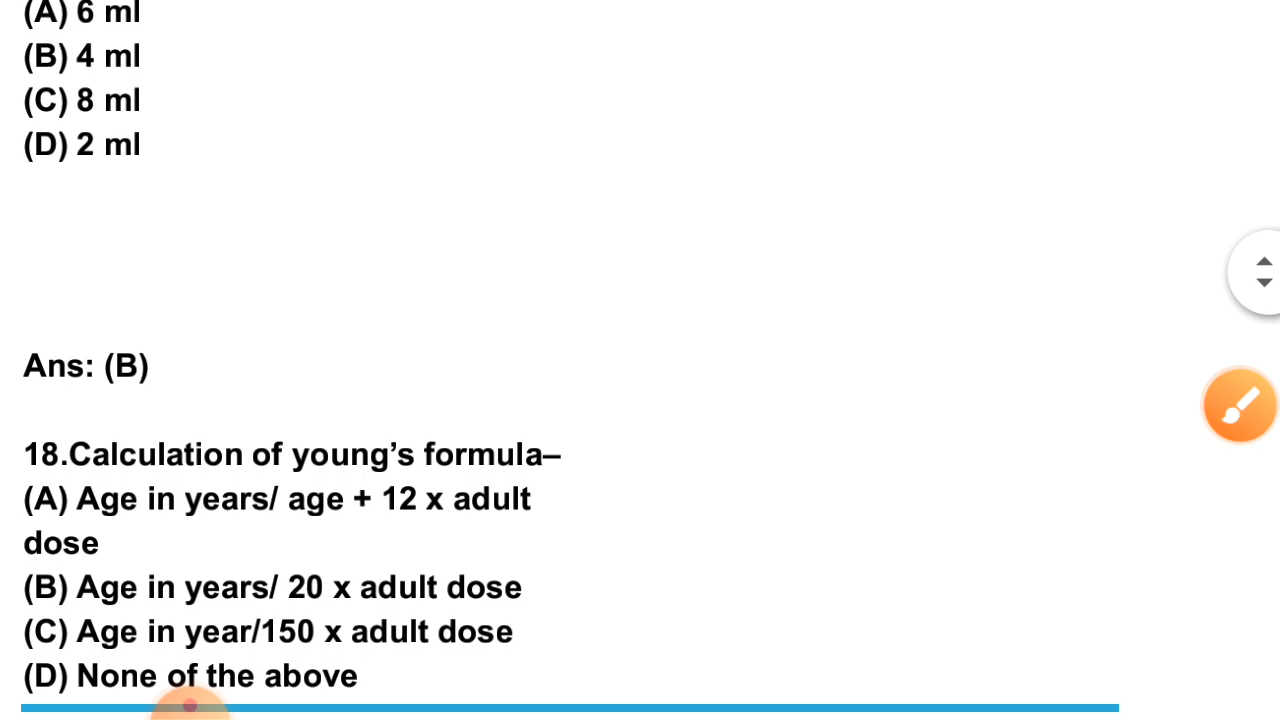 (A) 6 ml
(B) 4 ml
(C) 8 ml
(D) 2 ml
Ans: (B)
18.Calculation of young’s formula–
(A) Age in years/ age + 12 x adult
dose
(B) Age in years/ 20 x adult dose
(C) Age in year/150 x adult dose
(D) None of the above